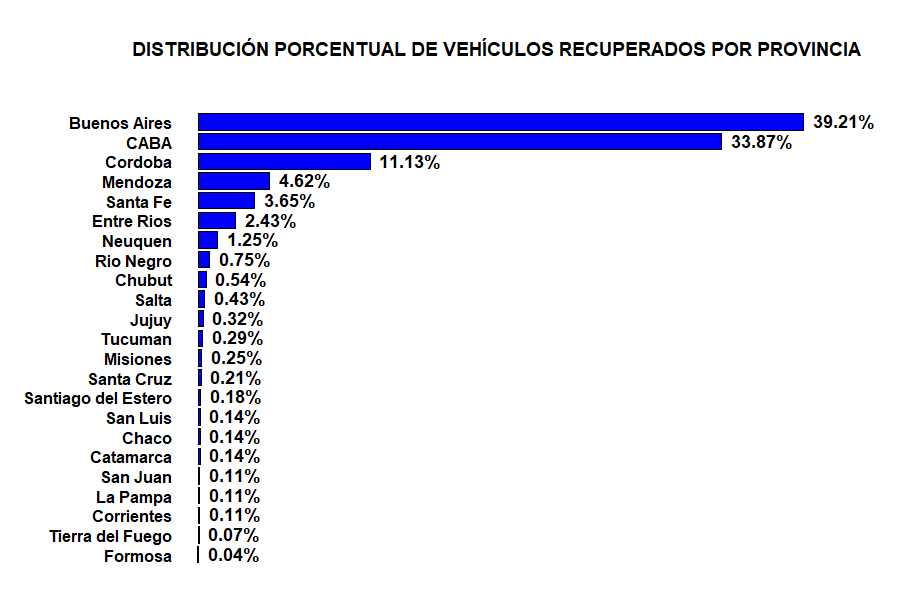 DISTRIBUCIÓN PORCENTUAL DE VEHÍCULOS RECUPERADOS POR PROVINCIA
Buenos Aires 39.21%
CABA 33.87%
Cordoba 11.13%
Mendoza 4.62%
Santa Fe 3.65%
Entre Rios 2.43%
Neuquen 1.25%
Rio Negro 0.75%
Chubut 0.54%
Salta 0.43%
Jujuy 0.32%
Tucuman 0.29%
Misiones 0.25%
Santa Cruz 0.21%
Santiago del Estero 0.18%
San Luis 0.14%
Chaco 0.14%
Catamarca 0.14%
San Juan 0.11%
La Pampa 0.11%
Corrientes 0.11%
Tierra del Fuego 0.07%
Formosa 0.04%